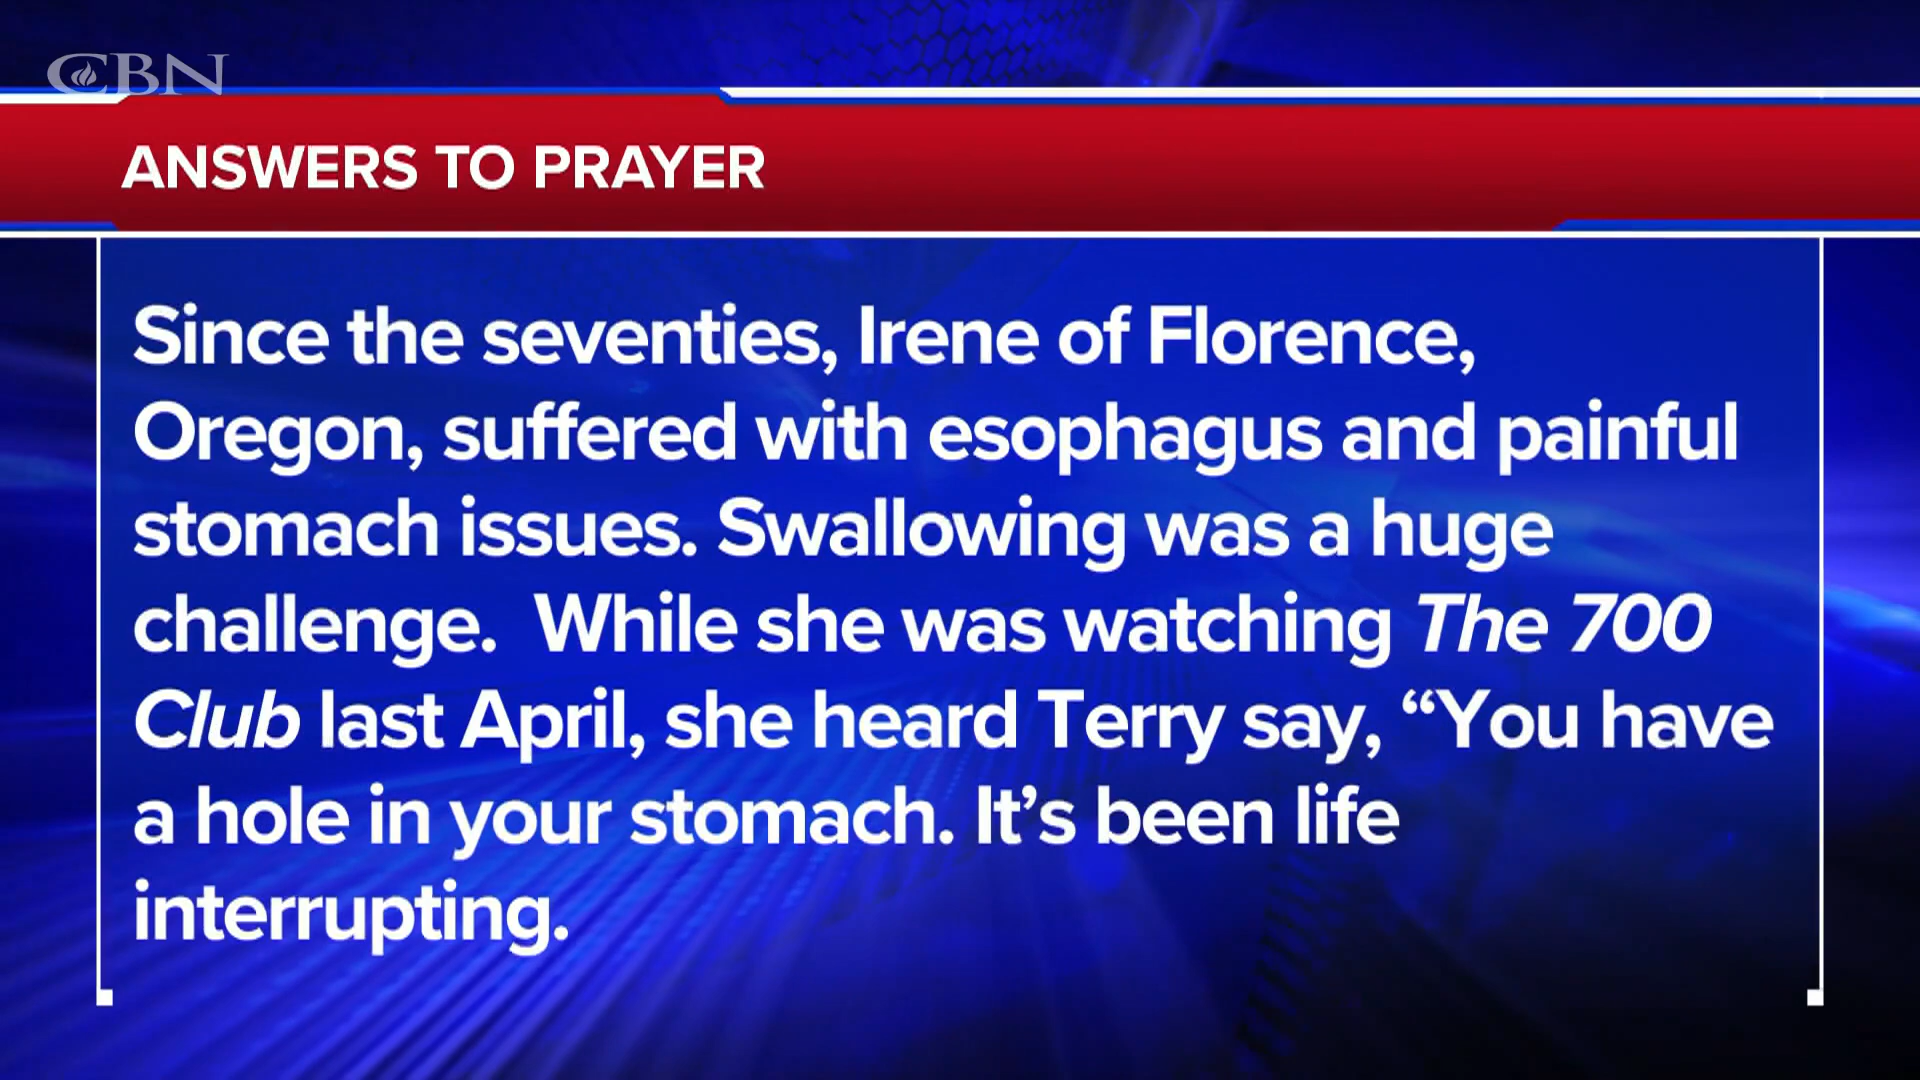 CBN
ANSWERS TO PRAYER
Since the seventies, Irene of Florence,
Oregon, suffered with esophagus and painful
stomach issues. Swallowing was a huge
challenge.  While she was watching The 700
Club last April, she heard Terry say, “You have
a hole in your stomach. It’s been life
interrupting.